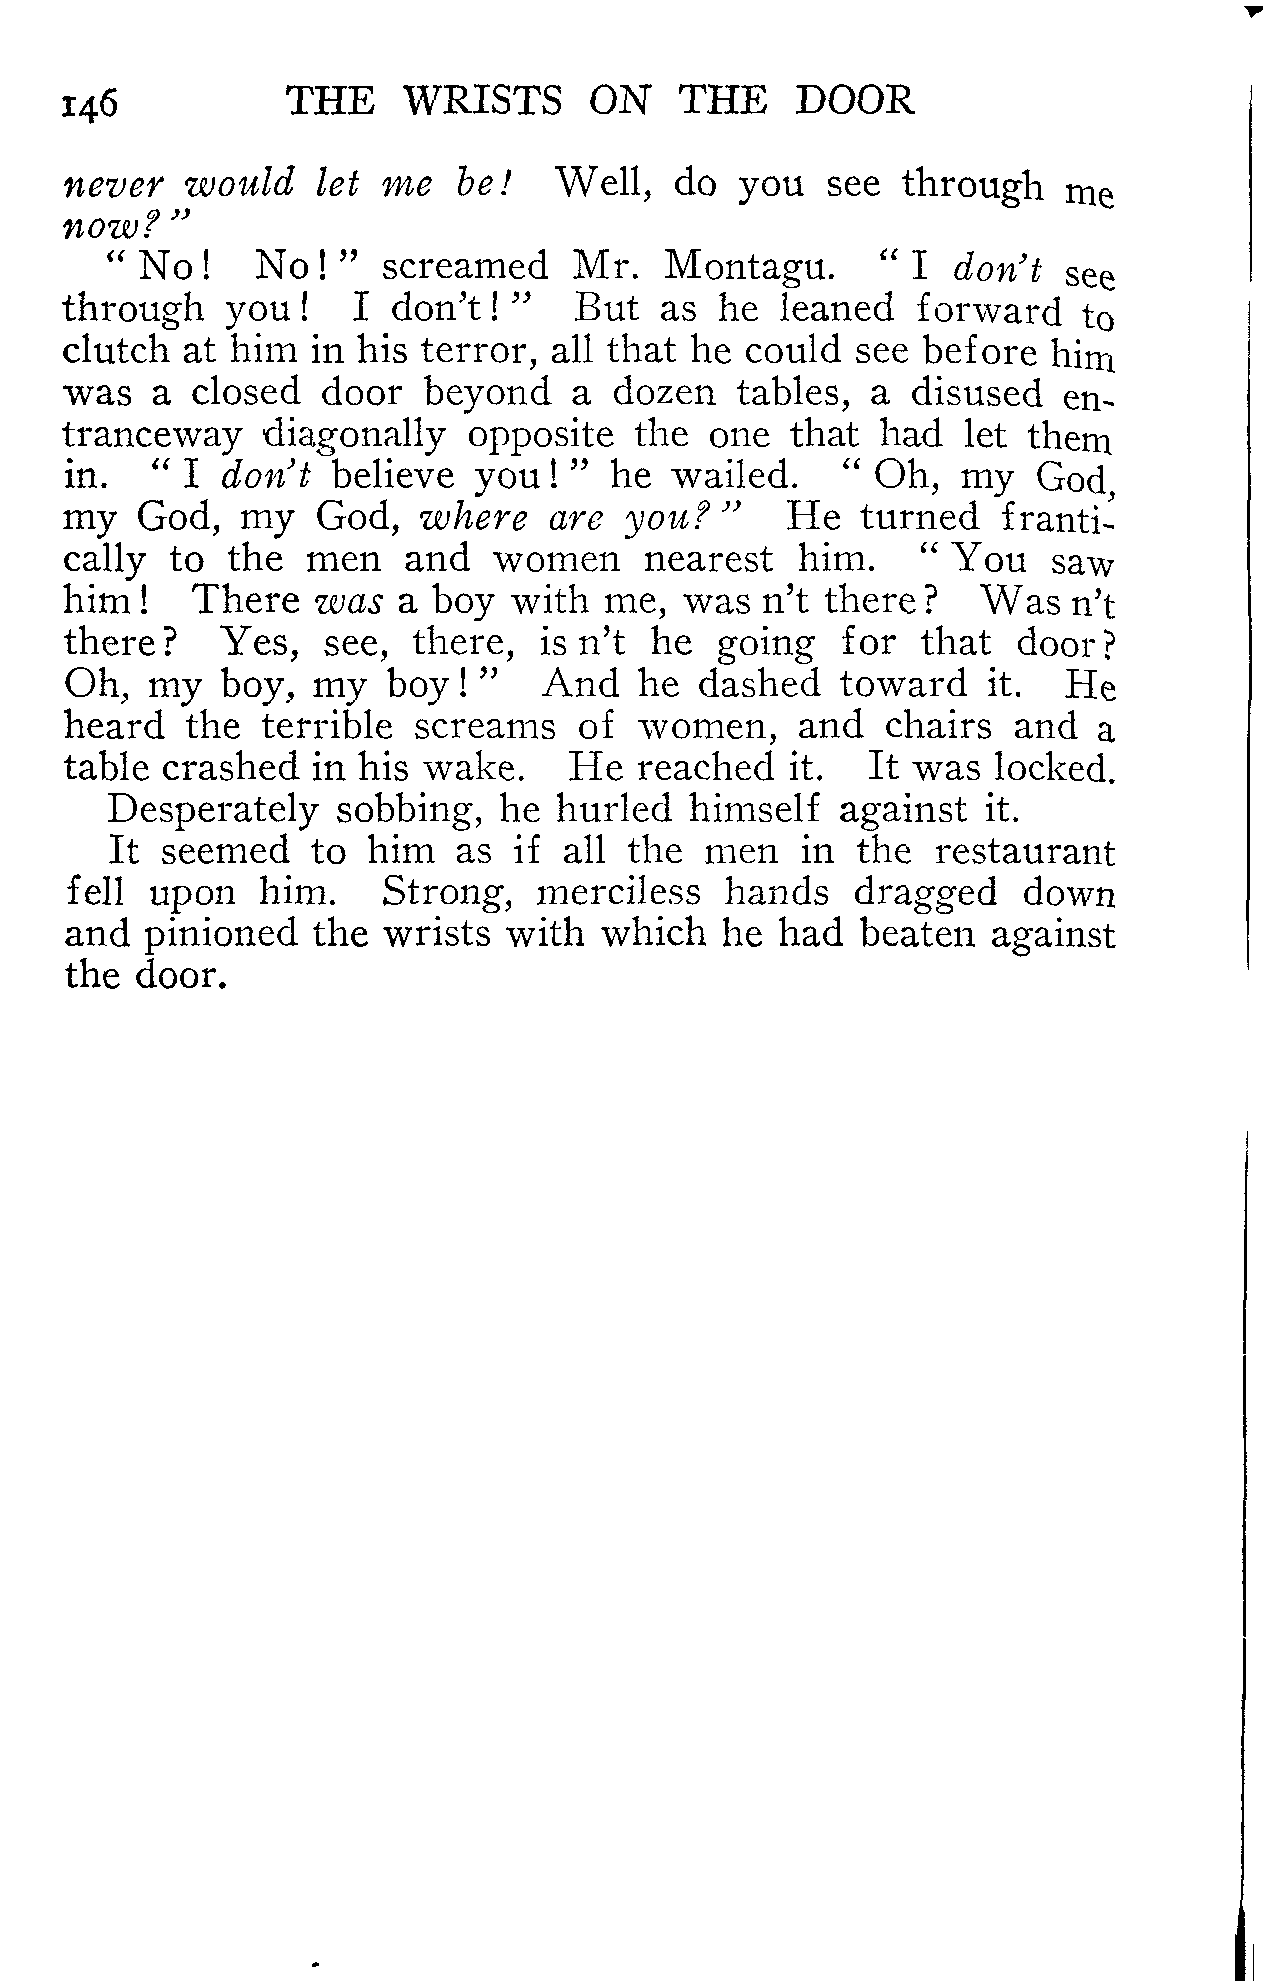 146 THE WRISTS ON THE DOOR
never would let me be! Well, do you see through me
now?"
"No! No!" screamed Mr. Montagu. "I don't see
through you! I don't!" But as he leaned forward to
clutch at him in his terror, all that he could see before him
was a closed door beyond a dozen tables, a disused en-
tranceway diagonally opposite the one that had let them
in. "I don't believe you!" he wailed. "Oh, my God,
my God, my God, where are you?" He turned franti-
cally to the men and women nearest him. "You saw
him! There was a boy with me, was n't there? Was n't
there? Yes, see, there, is n't he going for that door?
Oh, my boy, my boy!" And he dashed toward it. He
heard the terrible screams of women, and chairs and a
table crashed in his wake. He reached it. It was locked.
Desperately sobbing, he hurled himself against it.
It seemed to him as if all the men in the restaurant
fell upon him. Strong, merciless hands dragged down
and pinioned the wrists with which he had beaten against
the door.